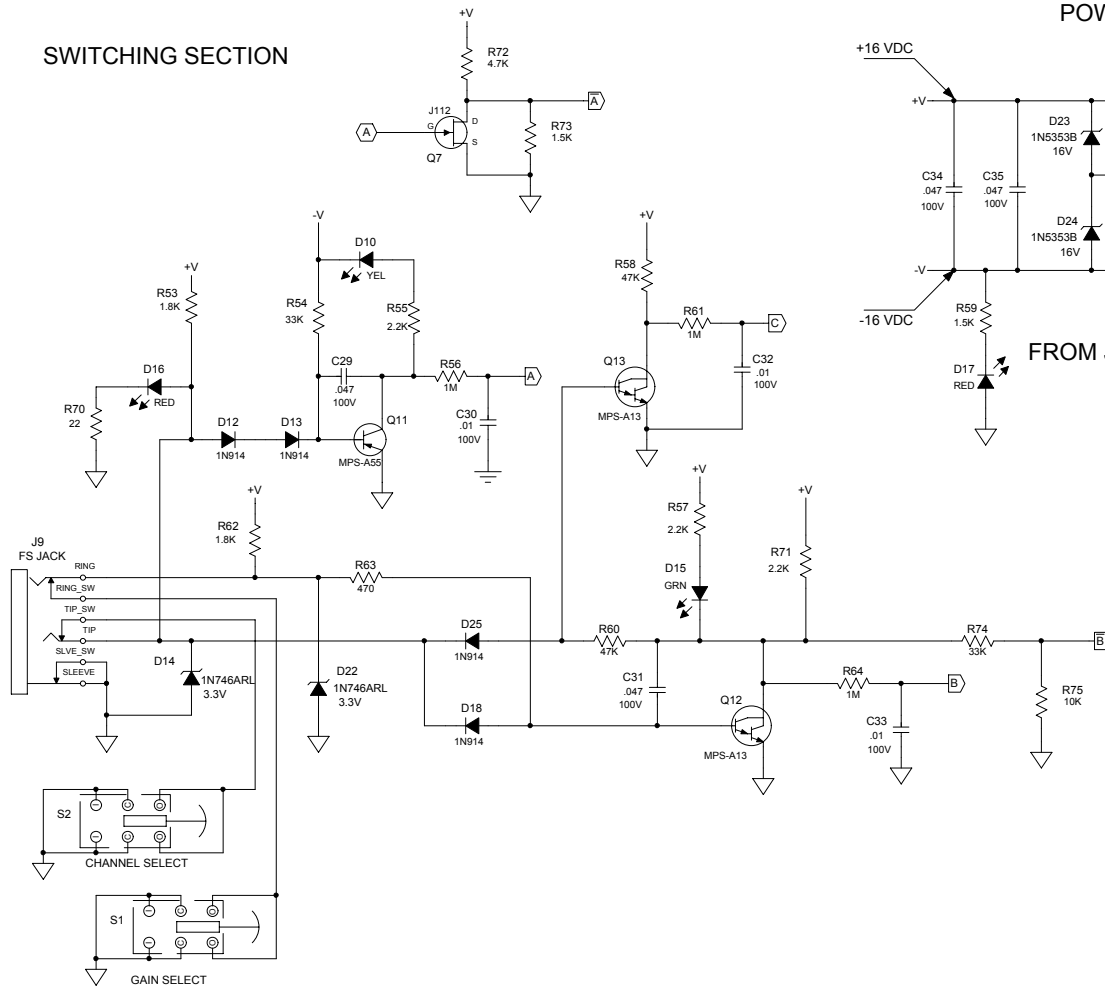 SWITCHING SECTION
POW
+V
R72
4.7K
A
J112
G
D
S
Q7
R73
1.5K
A
+16 VDC
+V
D23
1N5353B
16V
C34
.047
100V
C35
.047
100V
D24
1N5353B
16V
-V
-16 VDC
R59
1.5K
D17
RED
FROM
-V
D10
YEL
+V
R53
1.8K
R54
33K
R55
2.2K
D16
RED
R70
22
C29
.047
100V
R56
1M
A
C30
.01
100V
D12
1N914
D13
1N914
Q11
MPS-A55
+V
R58
47K
R61
1M
C
C32
.01
100V
Q13
MPS-A13
+V
R62
1.8K
+V
R57
2.2K
D15
GRN
+V
R71
2.2K
J9
FS JACK
RING
RING_SW
TIP_SW
TIP
SLVE_SW
SLEEVE
R63
470
D14
1N746ARL
3.3V
D22
1N746ARL
3.3V
D25
1N914
D18
1N914
R60
47K
C31
.047
100V
Q12
MPS-A13
R64
1M
B
C33
.01
100V
R74
33K
B
R75
10K
S2
I C O
I C O
CHANNEL SELECT
S1
I C O
I C O
GAIN SELECT